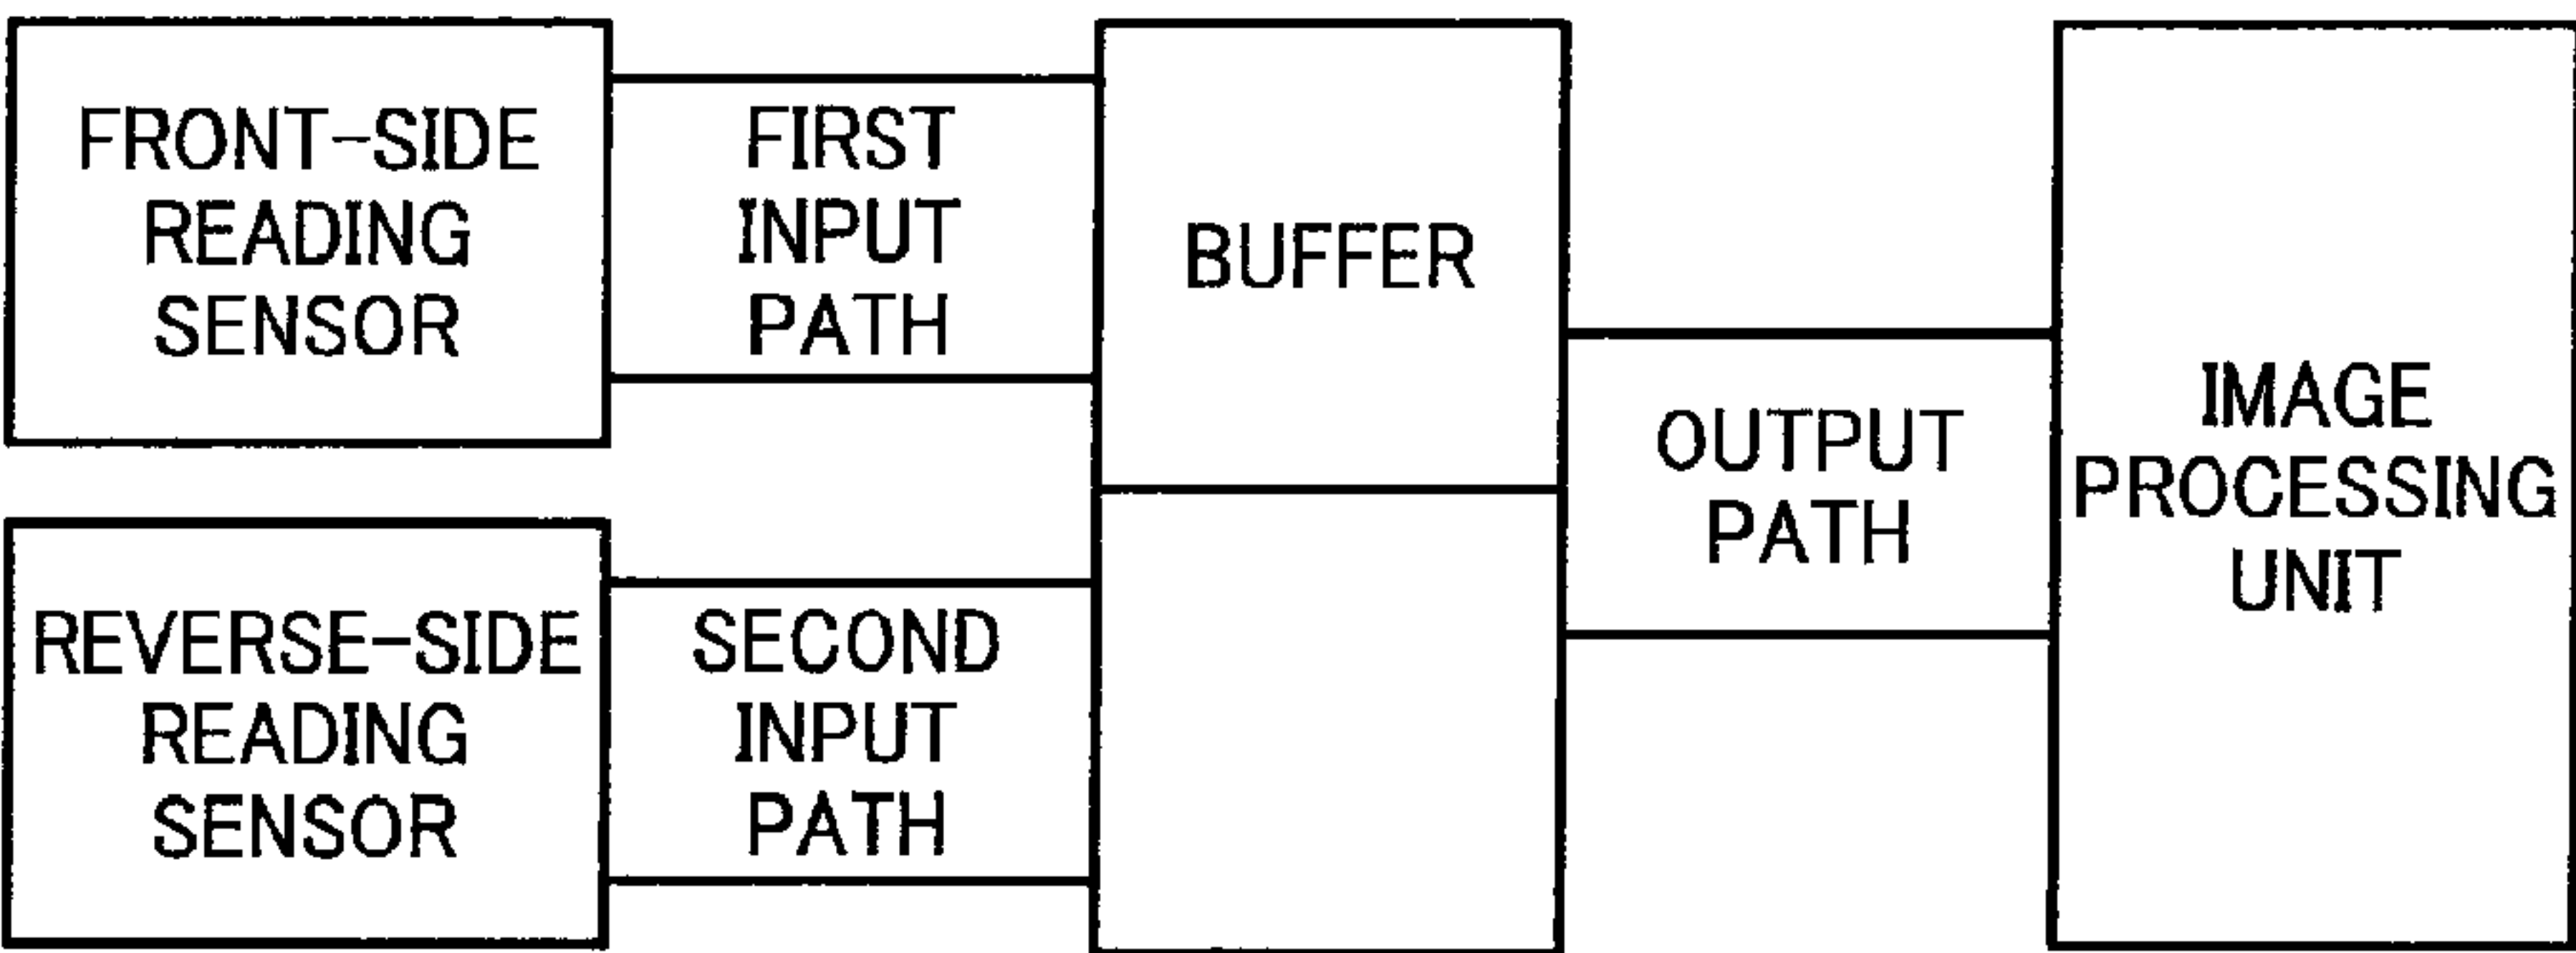 FRONT-SIDE
READING
SENSOR
FIRST
INPUT
PATH
BUFFER
OUTPUT
PATH
IMAGE
PROCESSING
UNIT
REVERSE-SIDE
READING
SENSOR
SECOND
INPUT
PATH